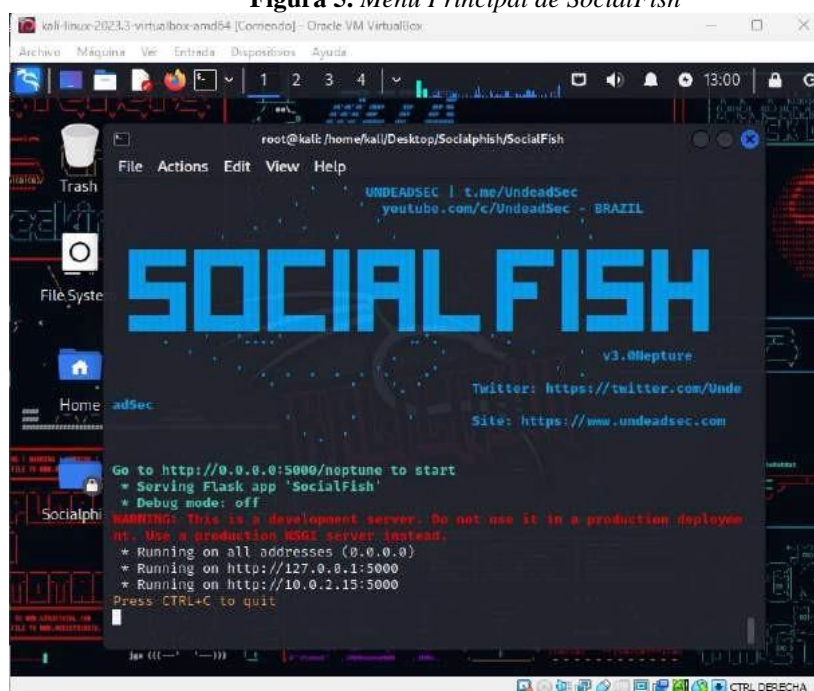 Figura 3. Menú Principal de SocialFish
kali-linux-2023.3-virtualbox-amd64 [Corriendo] - Oracle VM VirtualBox
Archivo Máquina Ver Entrada Dispositivos Ayuda
1 2 3 4 13:00
root@kali: /home/kali/Desktop/Socialphish/SocialFish
File Actions Edit View Help
Trash
File Syste
Home
Socialphi
UNDEADSEC | t.me/UndeadSec
youtube.com/c/UndeadSec - BRAZIL
SOCIALFISH
v3.0Nepture
Twitter: https://twitter.com/Unde
adSec
Site: https://www.undeadsec.com
Go to http://0.0.0.0:5000/neptune to start
* Serving Flask app 'SocialFish'
* Debug mode: off
WARNING: This is a development server. Do not use it in a production deployme
nt. Use a production WSGI server instead.
* Running on all addresses (0.0.0.0)
* Running on http://127.0.0.1:5000
* Running on http://10.0.2.15:5000
Press CTRL+C to quit
CTRL DERECHA